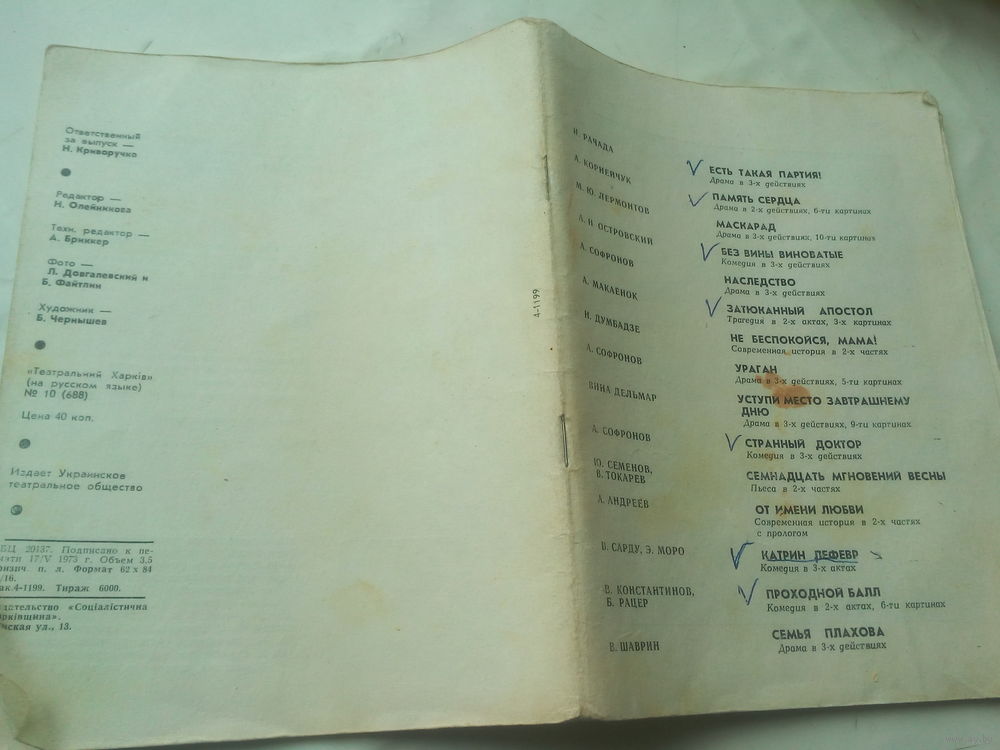 Ответственный
за выпуск —
Н. Криворучко
Редактор —
Н. Олейникова
Техн. редактор —
А. Бриккер
Фото —
Л. Довгалевский и
Б. Файтлин
Художник —
Б. Чернышев
«Театральний Харків»
(на русском языке)
№ 10 (688)
Цена 40 коп.
Издает Украинское
театральное общество
БЦ 20137. Подписано к пе-
чати 17/V 1973 г. Объем 3,5
физич. п. л. Формат 62 х 84
/16.
4-1199. Тираж 6000.
«Соціалістична
ул., 13.
4-1199
И. РАЧАДА
ЕСТЬ ТАКАЯ ПАРТИЯ!
Драма в 3-х действиях
А. КОРНЕЙЧУК
ПАМЯТЬ СЕРДЦА
Драма в 2-х действиях, 6-ти картинах
М. Ю. ЛЕРМОНТОВ
МАСКАРАД
Драма в 3-х действиях, 10-ти картинах
А. Н. ОСТРОВСКИЙ
БЕЗ ВИНЫ ВИНОВАТЫЕ
Комедия в 3-х действиях
А. СОФРОНОВ
НАСЛЕДСТВО
Драма в 3-х действиях
А. МАКАЕНОК
ЗАТЮКАННЫЙ АПОСТОЛ
Трагедия в 2-х актах, 3-х картинах
Н. ДУМБАДЗЕ
НЕ БЕСПОКОЙСЯ, МАМА!
Современная история в 2-х частях
А. СОФРОНОВ
УРАГАН
Драма в 3-х действиях, 5-ти картинах
ВИНА ДЕЛЬМАР
УСТУПИ МЕСТО ЗАВТРАШНЕМУ
ДНЮ
Драма в 3-х действиях, 9-ти картинах
А. СОФРОНОВ
СТРАННЫЙ ДОКТОР
Комедия в 3-х действиях
Ю. СЕМЕНОВ,
В. ТОКАРЕВ
СЕМНАДЦАТЬ МГНОВЕНИЙ ВЕСНЫ
Пьеса в 2-х частях
А. АНДРЕЕВ
ОТ ИМЕНИ ЛЮБВИ
Современная история в 2-х частях
с прологом
В. САРДУ, Э. МОРО
КАТРИН ЛЕФЕВР
Комедия в 3-х актах
В. КОНСТАНТИНОВ,
Б. РАЦЕР
ПРОХОДНОЙ БАЛЛ
Комедия в 2-х актах, 6-ти картинах
В. ШАВРИН
СЕМЬЯ ПЛАХОВА
Драма в 3-х действиях